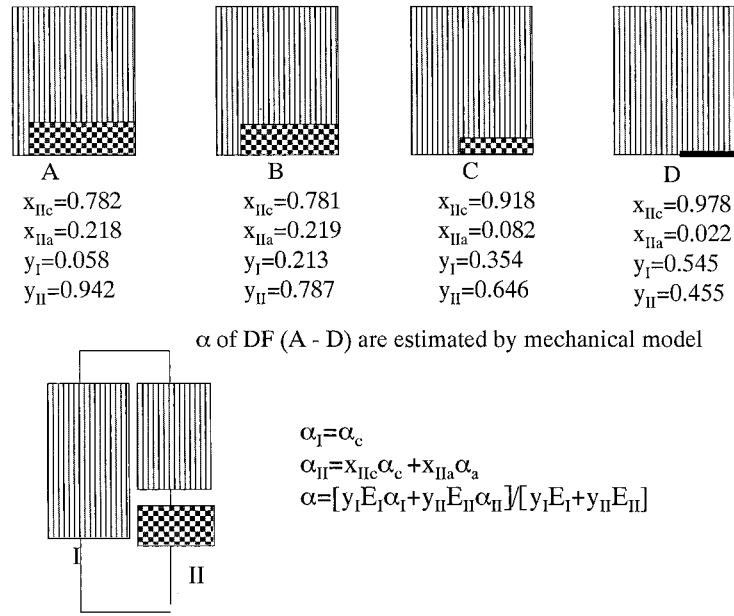 A B C D
x_IIc=0.782 x_IIc=0.781 x_IIc=0.918 x_IIc=0.978
x_IIa=0.218 x_IIa=0.219 x_IIa=0.082 x_IIa=0.022
y_I=0.058 y_I=0.213 y_I=0.354 y_I=0.545
y_II=0.942 y_II=0.787 y_II=0.646 y_II=0.455
α of DF (A - D) are estimated by mechanical model
α_I=α_c
α_II=x_IIcα_c+x_IIaα_a
α=[y_IE_Iα_I+y_IIE_IIα_II]/[y_IE_I+y_IIE_II]
I
II